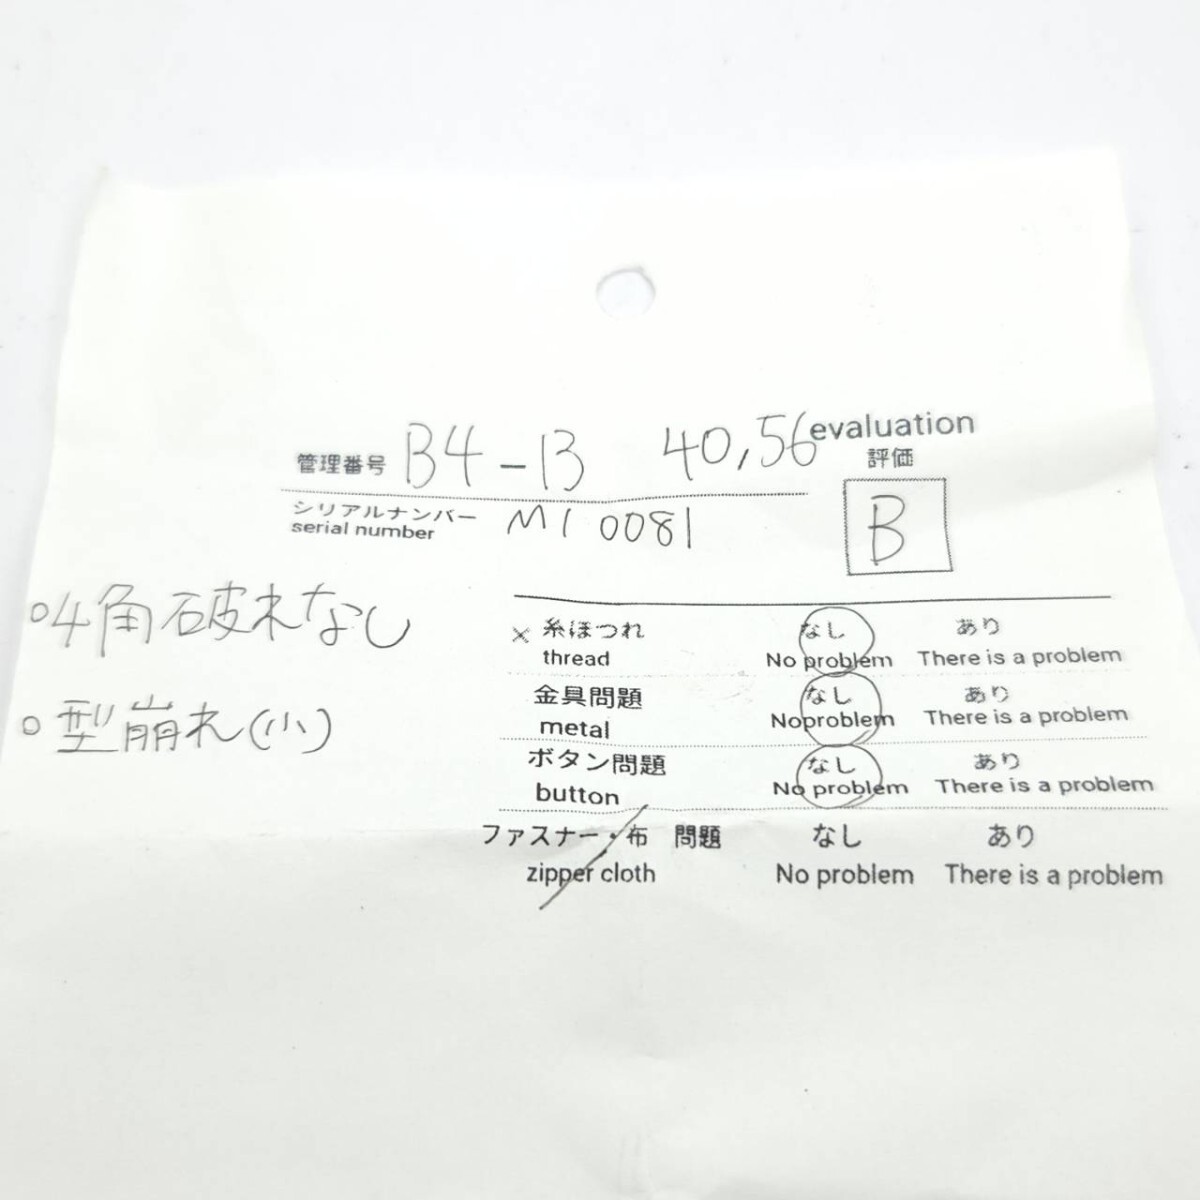 管理番号 B4-B 40,56 evaluation
評価
シリアルナンバー
serial number M10081
B
○4角破れなし
○型崩れ(小)
× 糸ほつれ なし あり
thread No problem There is a problem
金具問題 なし あり
metal Noproblem There is a problem
ボタン問題 なし あり
button No problem There is a problem
ファスナー・布 問題 なし あり
zipper cloth No problem There is a problem